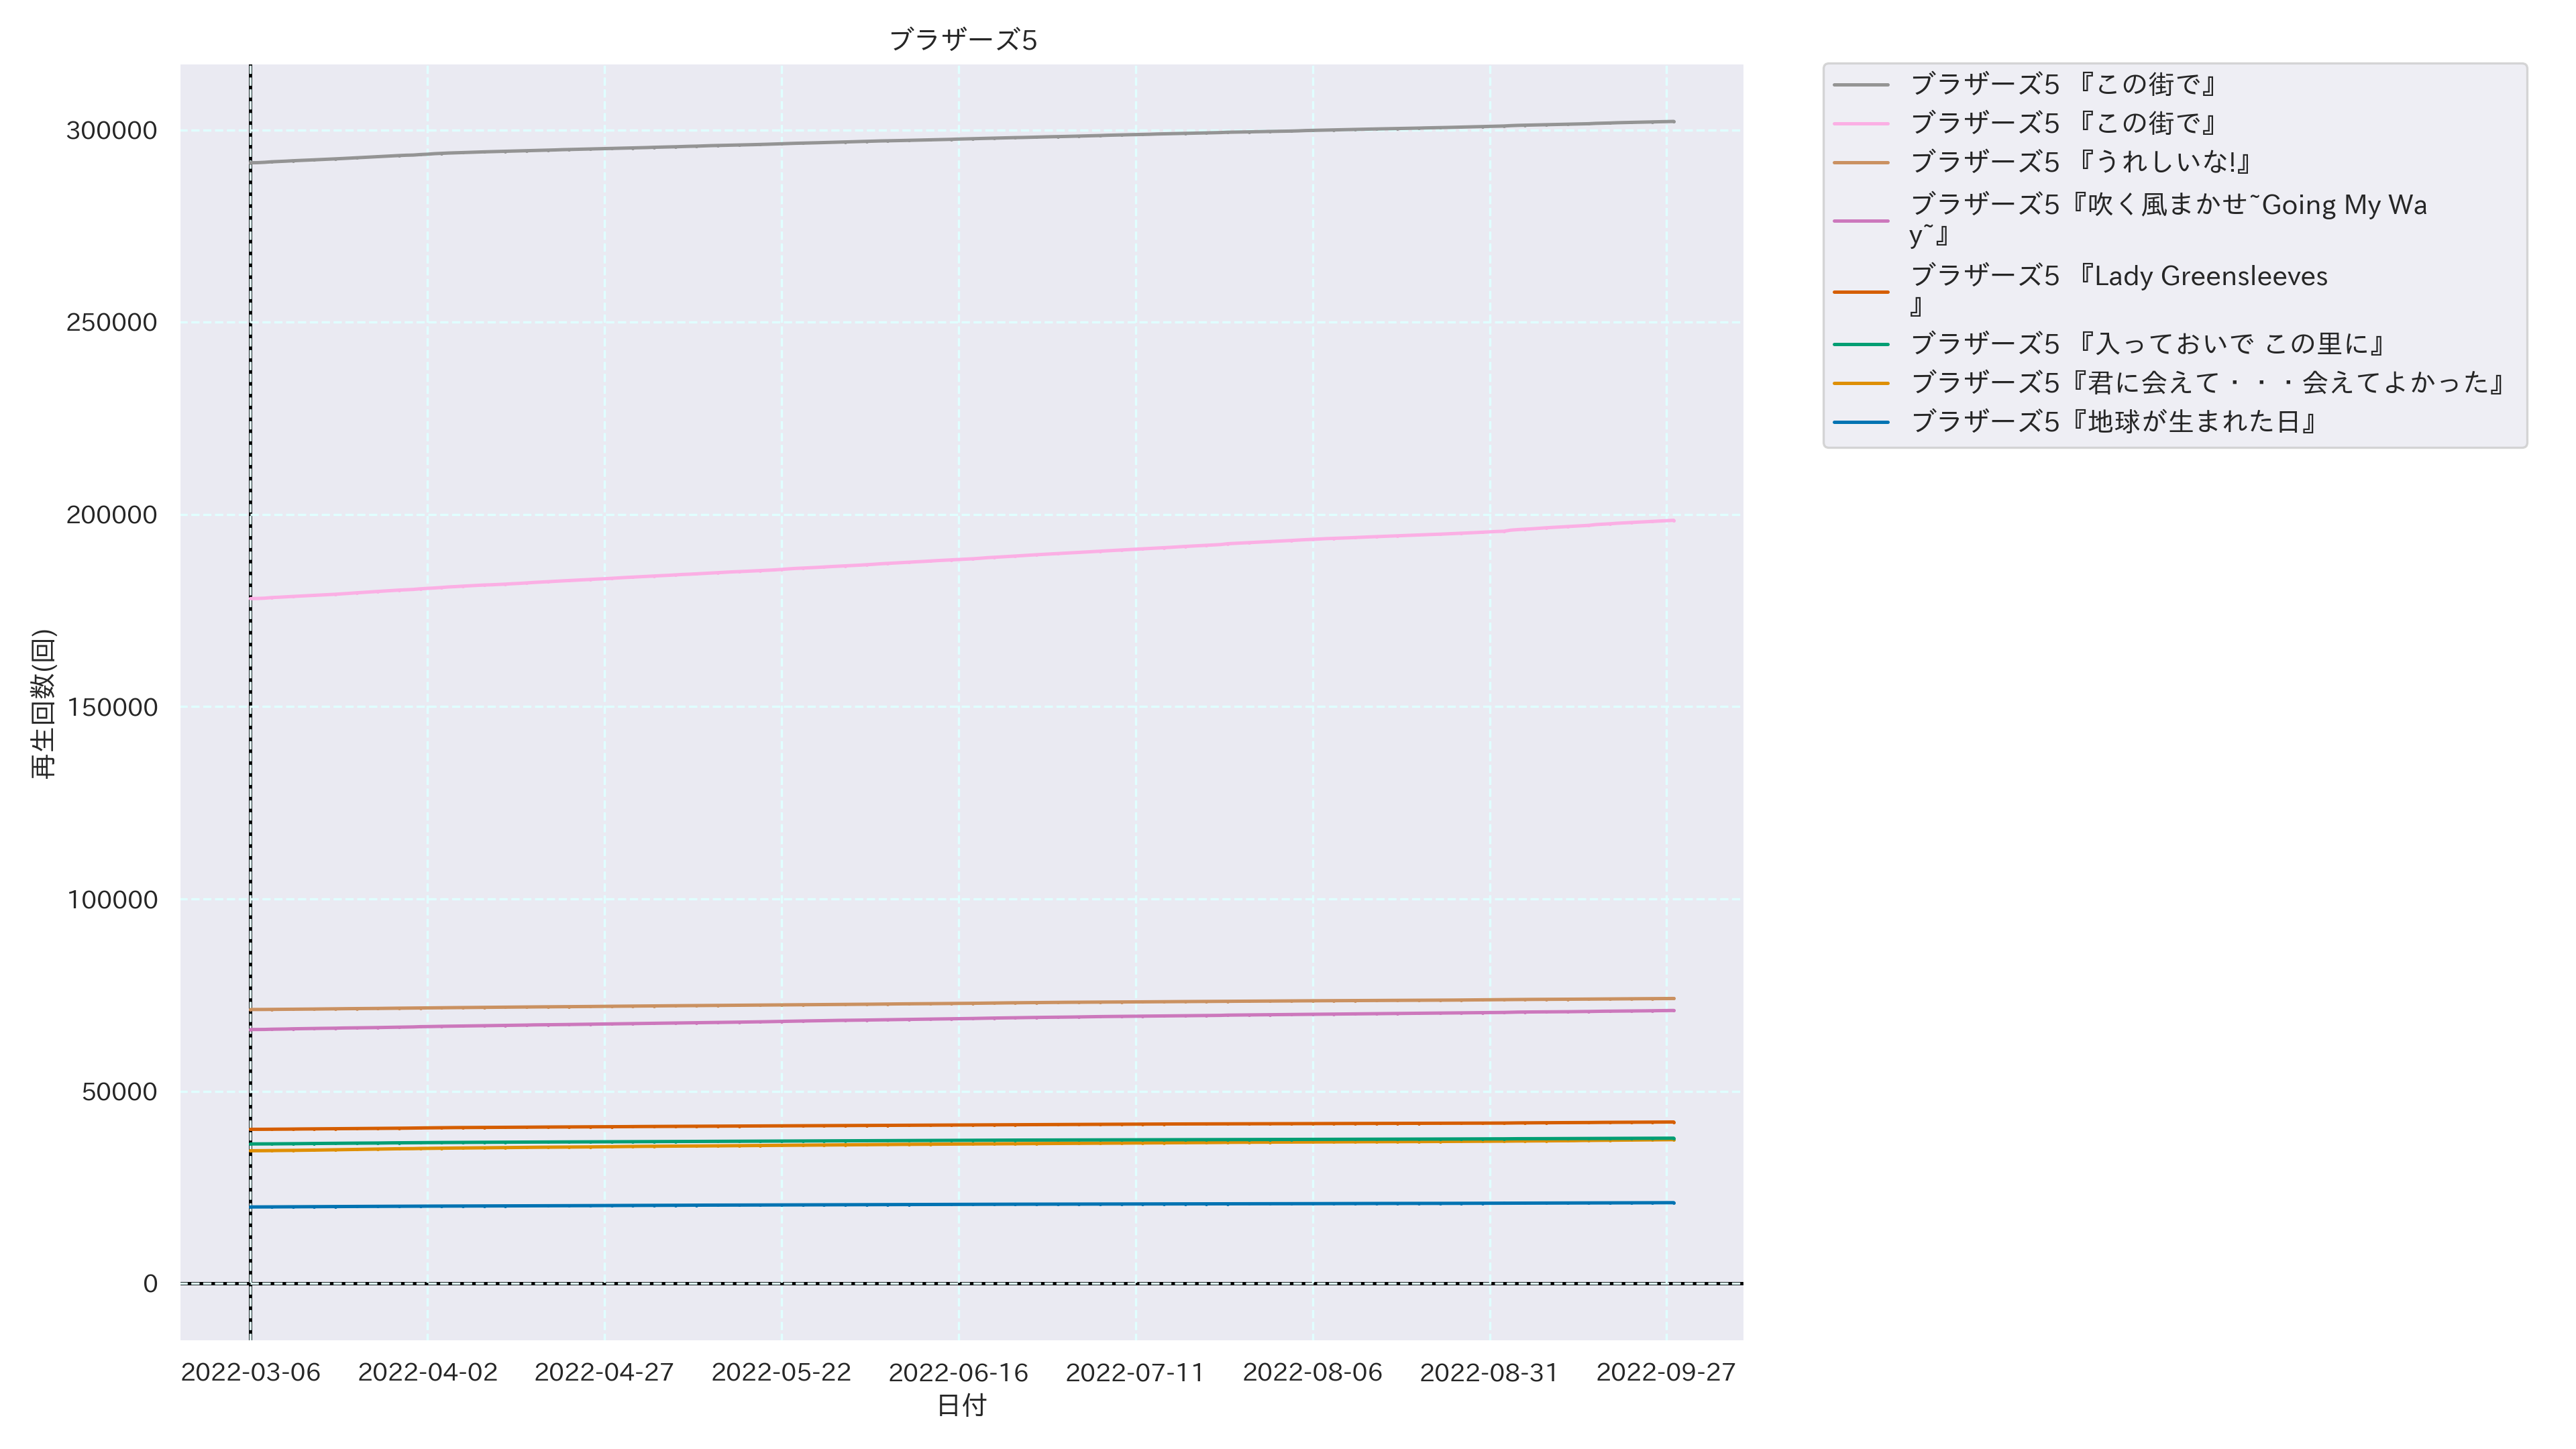 ブラザーズ5
300000
250000
200000
150000
100000
50000
0
再生回数(回)
2022-03-06 2022-04-02 2022-04-27 2022-05-22 2022-06-16 2022-07-11 2022-08-06 2022-08-31 2022-09-27
日付
ブラザーズ5 『この街で』
ブラザーズ5 『この街で』
ブラザーズ5 『うれしいな!』
ブラザーズ5『吹く風まかせ~Going My Wa
y~』
ブラザーズ5 『Lady Greensleeves
』
ブラザーズ5 『入っておいで この里に』
ブラザーズ5『君に会えて・・・会えてよかった』
ブラザーズ5『地球が生まれた日』